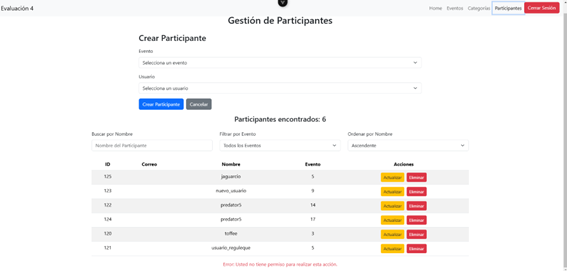 Evaluación 4 Home Eventos Categorías Participantes Cerrar Sesión
Gestión de Participantes
Crear Participante
Evento
Selecciona un evento
Usuario
Selecciona un usuario
Crear Participante Cancelar
Participantes encontrados: 6
Buscar por Nombre Filtrar por Evento Ordenar por Nombre
Nombre del Participante Todos los Eventos Ascendente
ID Correo Nombre Evento Acciones
125 jaguarcio 5 Actualizar Eliminar
123 nuevo_usuario 9 Actualizar Eliminar
122 predator5 14 Actualizar Eliminar
124 predator5 17 Actualizar Eliminar
120 toffee 3 Actualizar Eliminar
121 usuario_reguleque 5 Actualizar Eliminar
Error: Usted no tiene permiso para realizar esta acción.